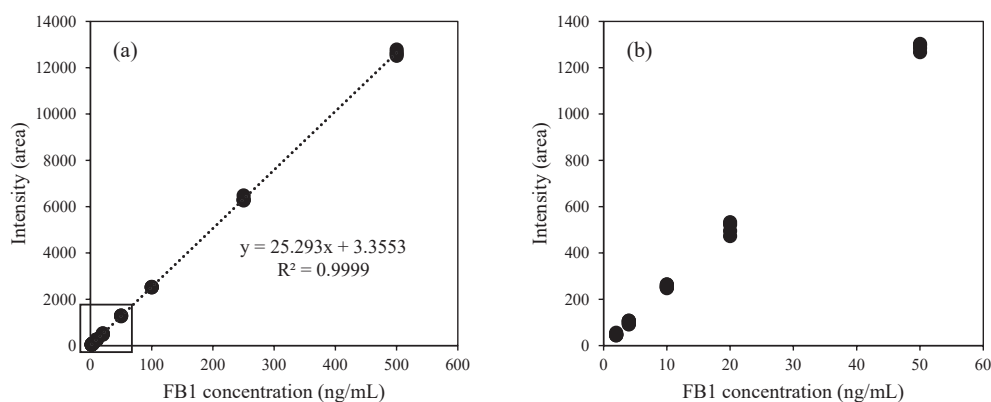 (a)
14000
12000
10000
8000
6000
4000
2000
0
Intensity (area)
y = 25.293x + 3.3553
R² = 0.9999
0 100 200 300 400 500 600
FB1 concentration (ng/mL)
(b)
1400
1200
1000
800
600
400
200
0
Intensity (area)
0 10 20 30 40 50 60
FB1 concentration (ng/mL)